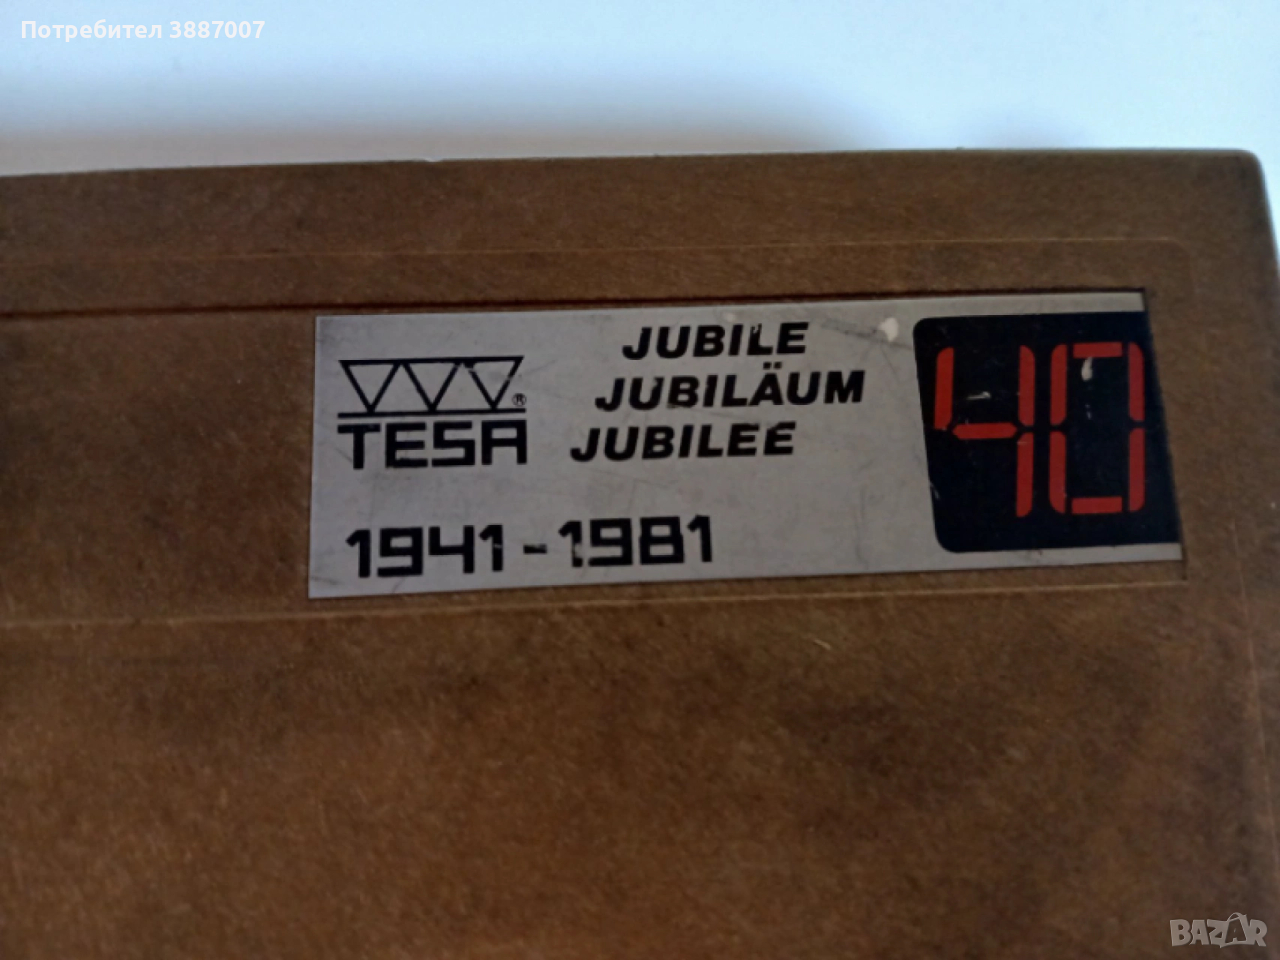 Потребител 3887007
JUBILE
JUBILÄUM
JUBILEE
TESA
®
1941-1981
40
BAZAR